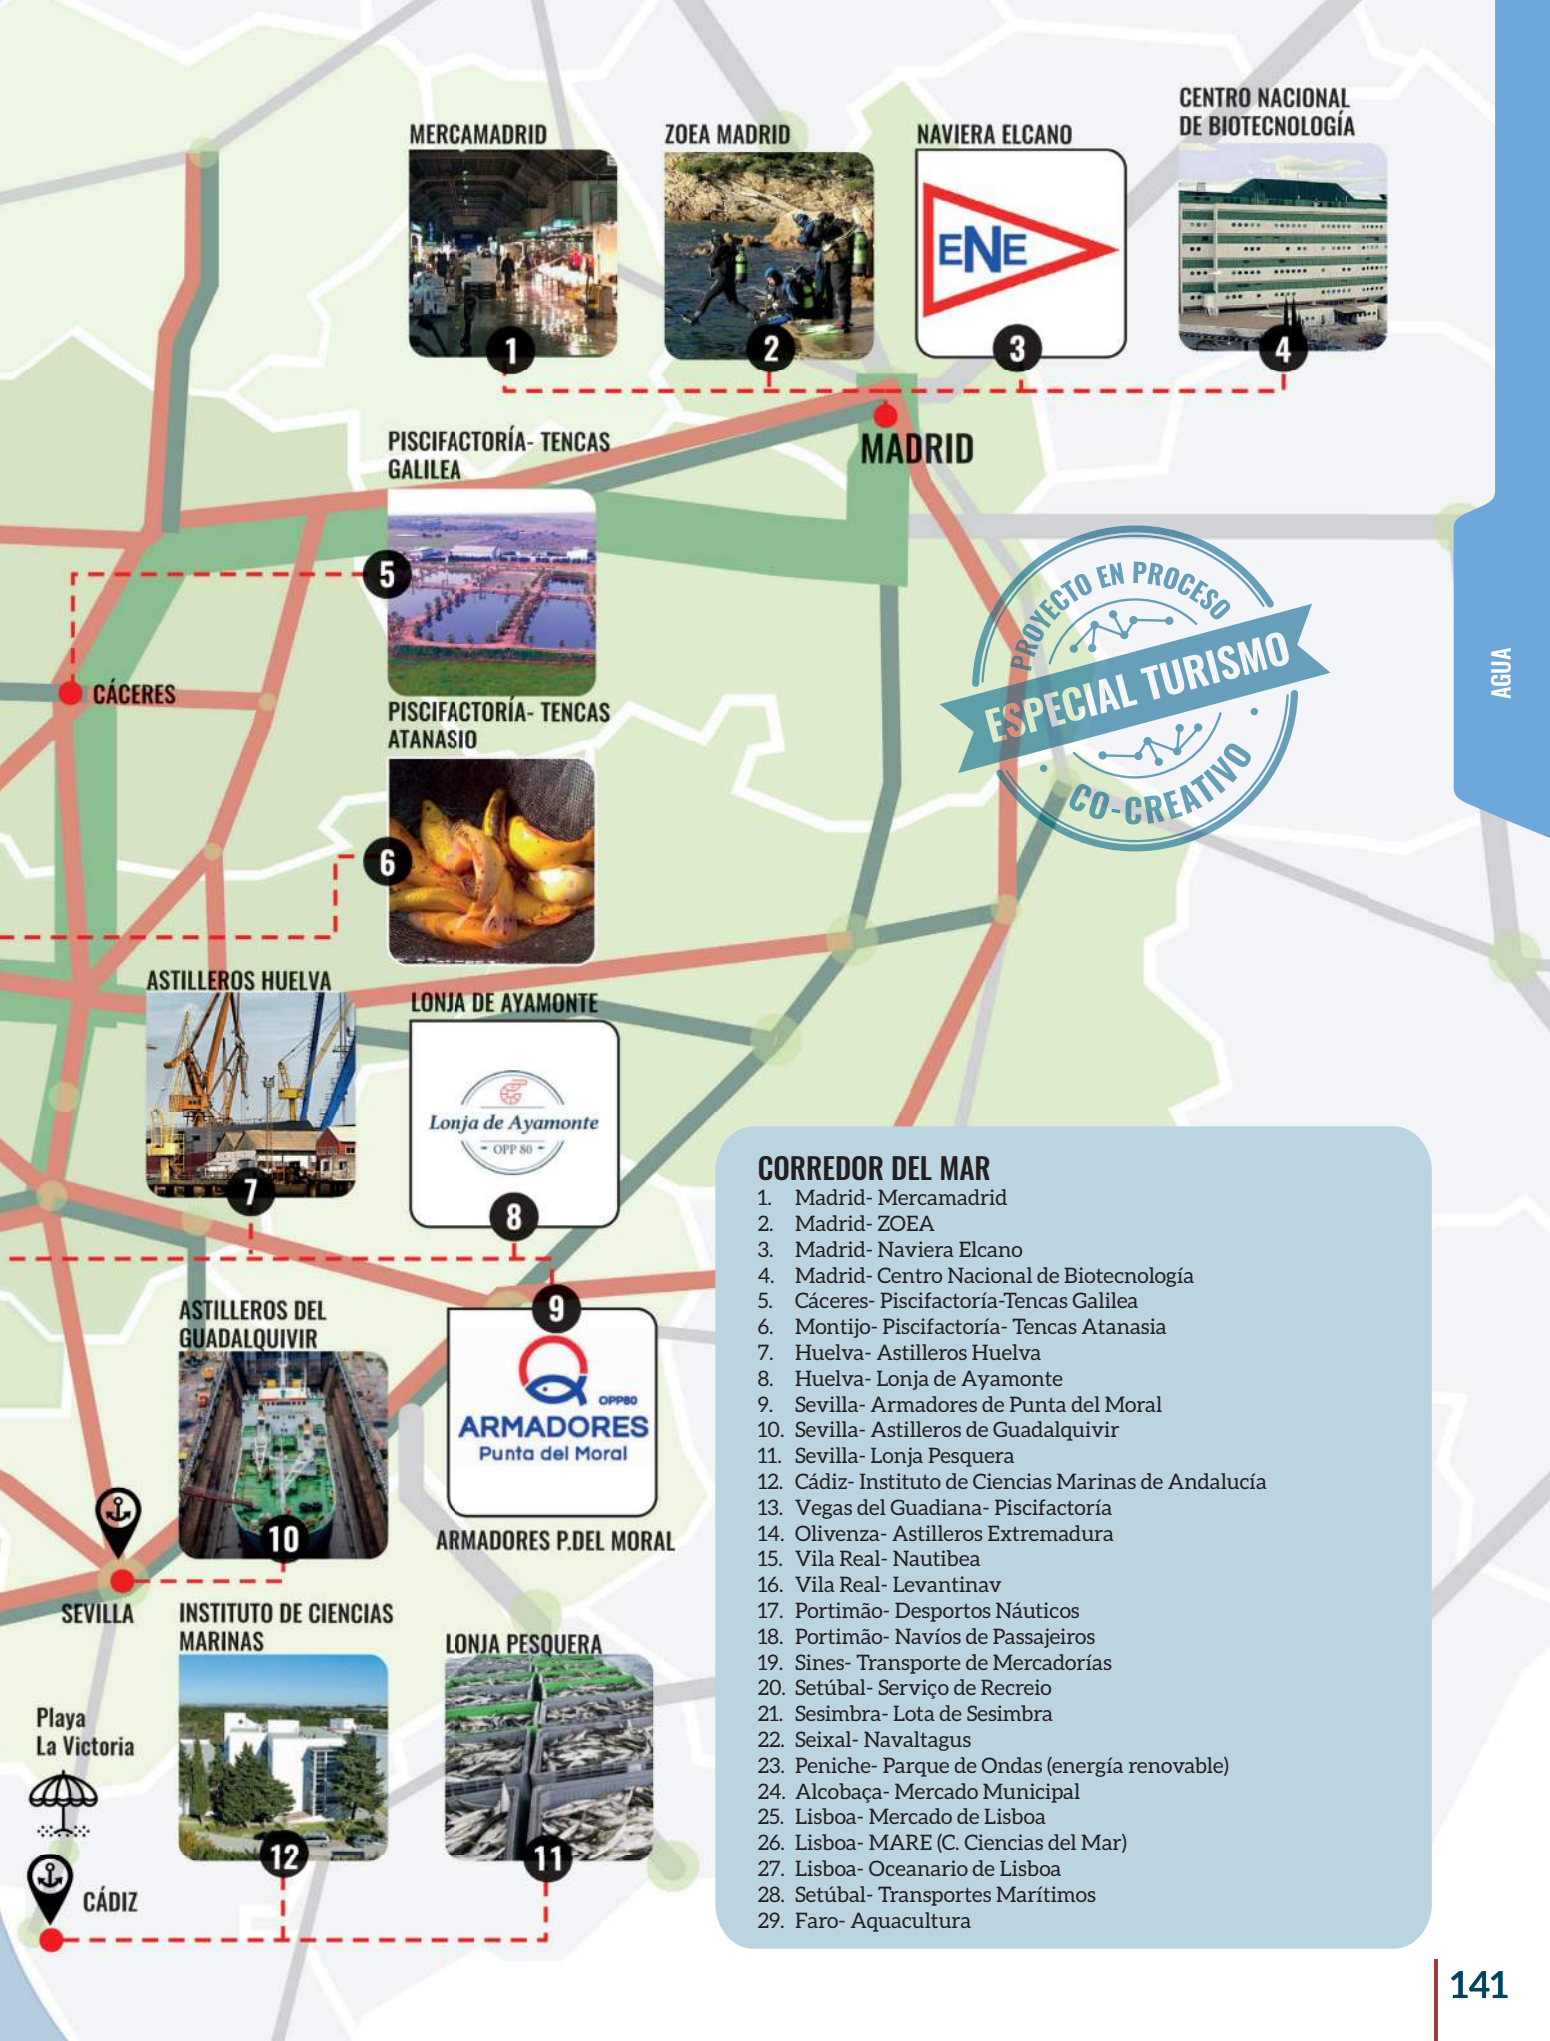 CENTRO NACIONAL
DE BIOTECNOLOGÍA
MERCAMADRID
ZOEA MADRID
NAVIERA ELCANO
ENE
1
2
3
4
MADRID
PISCIFACTORÍA- TENCAS
GALILEA
5
PROYECTO EN PROCESO
ESPECIAL TURISMO
CO-CREATIVO
AGUA
CÁCERES
PISCIFACTORÍA- TENCAS
ATANASIO
6
ASTILLEROS HUELVA
LONJA DE AYAMONTE
Lonja de Ayamonte
- OPP 80 -
7
8
ASTILLEROS DEL
GUADALQUIVIR
9
OPP80
ARMADORES
Punta del Moral
10
ARMADORES P.DEL MORAL
SEVILLA
INSTITUTO DE CIENCIAS
MARINAS
LONJA PESQUERA
Playa
La Victoria
12
11
CÁDIZ
CORREDOR DEL MAR
1. Madrid- Mercamadrid
2. Madrid- ZOEA
3. Madrid- Naviera Elcano
4. Madrid- Centro Nacional de Biotecnología
5. Cáceres- Piscifactoría-Tencas Galilea
6. Montijo- Piscifactoría- Tencas Atanasia
7. Huelva- Astilleros Huelva
8. Huelva- Lonja de Ayamonte
9. Sevilla- Armadores de Punta del Moral
10. Sevilla- Astilleros de Guadalquivir
11. Sevilla- Lonja Pesquera
12. Cádiz- Instituto de Ciencias Marinas de Andalucía
13. Vegas del Guadiana- Piscifactoría
14. Olivenza- Astilleros Extremadura
15. Vila Real- Nautibea
16. Vila Real- Levantinav
17. Portimão- Desportos Náuticos
18. Portimão- Navíos de Passajeiros
19. Sines- Transporte de Mercadorías
20. Setúbal- Serviço de Recreio
21. Sesimbra- Lota de Sesimbra
22. Seixal- Navaltagus
23. Peniche- Parque de Ondas (energía renovable)
24. Alcobaça- Mercado Municipal
25. Lisboa- Mercado de Lisboa
26. Lisboa- MARE (C. Ciencias del Mar)
27. Lisboa- Oceanario de Lisboa
28. Setúbal- Transportes Marítimos
29. Faro- Aquacultura
141